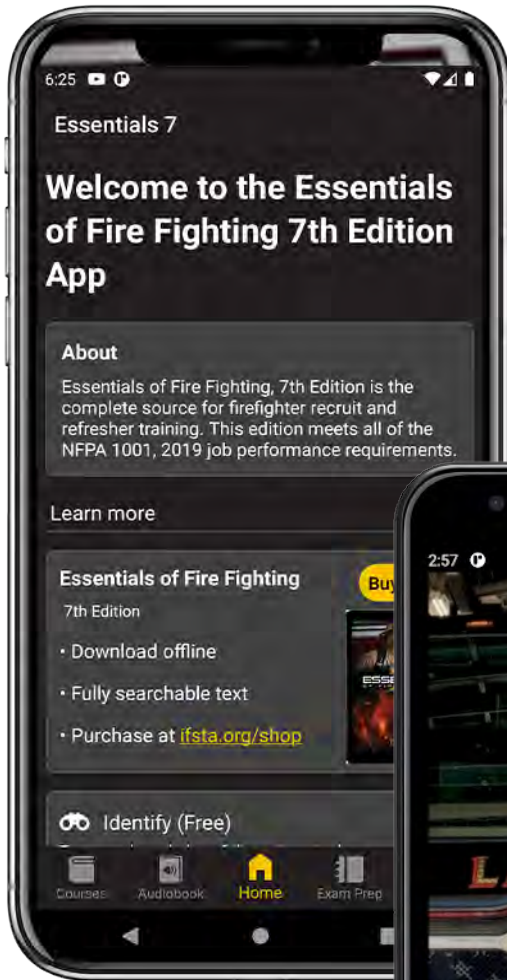 6:25
Essentials 7
Welcome to the Essentials
of Fire Fighting 7th Edition
App
About
Essentials of Fire Fighting, 7th Edition is the
complete source for firefighter recruit and
refresher training. This edition meets all of the
NFPA 1001, 2019 job performance requirements.
Learn more
Essentials of Fire Fighting
Buy
7th Edition
• Download offline
• Fully searchable text
• Purchase at ifsta.org/shop
Identify (Free)
Courses Audiobook Home Exam Prep
2:57